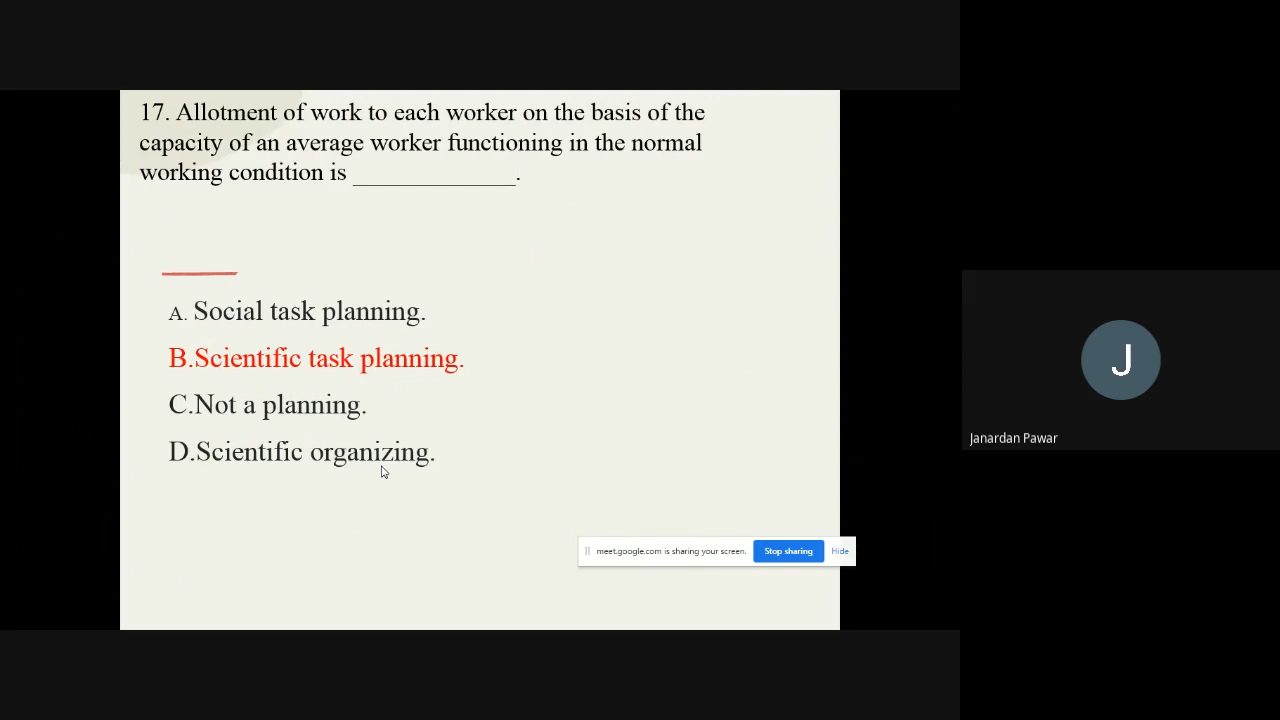 17. Allotment of work to each worker on the basis of the
capacity of an average worker functioning in the normal
working condition is _____________.
A. Social task planning.
B.Scientific task planning.
C.Not a planning.
D.Scientific organizing.
meet.google.com is sharing your screen.
Stop sharing
Hide
J
Janardan Pawar